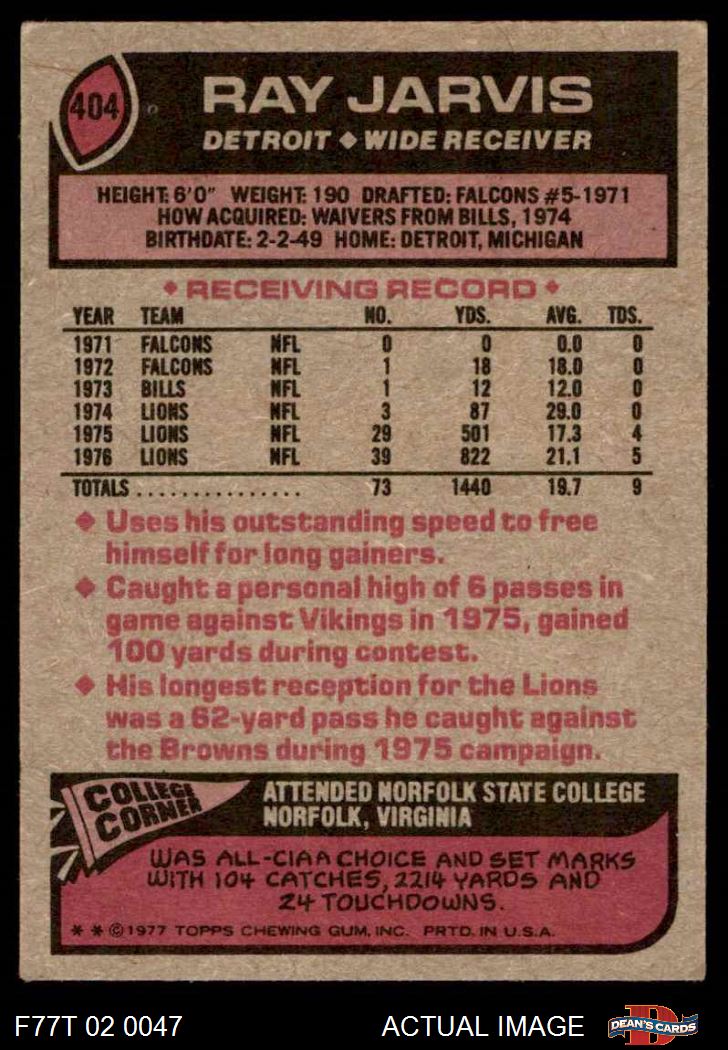 404
RAY JARVIS
DETROIT ◆ WIDE RECEIVER
HEIGHT: 6'0" WEIGHT: 190 DRAFTED: FALCONS #5-1971
HOW ACQUIRED: WAIVERS FROM BILLS, 1974
BIRTHDATE: 2-2-49 HOME: DETROIT, MICHIGAN
◆ RECEIVING RECORD ◆
YEAR TEAM NO. YDS. AVG. TDS.
1971 FALCONS NFL 0 0 0.0 0
1972 FALCONS NFL 1 18 18.0 0
1973 BILLS NFL 1 12 12.0 0
1974 LIONS NFL 3 87 29.0 0
1975 LIONS NFL 29 501 17.3 4
1976 LIONS NFL 39 822 21.1 5
TOTALS ............... 73 1440 19.7 9
◆ Uses his outstanding speed to free
himself for long gainers.
◆ Caught a personal high of 6 passes in
game against Vikings in 1975, gained
100 yards during contest.
◆ His longest reception for the Lions
was a 62-yard pass he caught against
the Browns during 1975 campaign.
COLLEGE
CORNER
ATTENDED NORFOLK STATE COLLEGE
NORFOLK, VIRGINIA
WAS ALL-CIAA CHOICE AND SET MARKS
WITH 104 CATCHES, 2214 YARDS AND
24 TOUCHDOWNS.
* * © 1977 TOPPS CHEWING GUM, INC. PRTD. IN U.S.A.
F77T 02 0047 ACTUAL IMAGE
D
DEAN'S CARDS